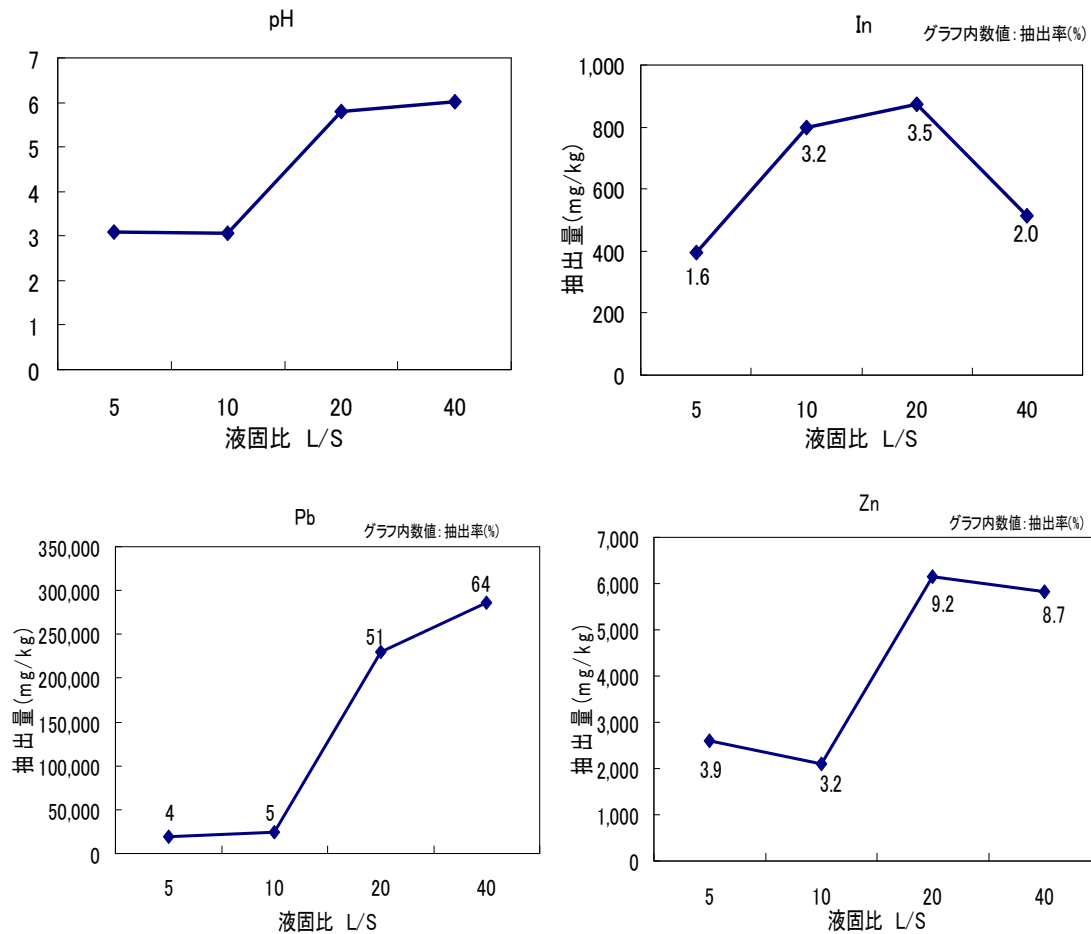 pH
7
6
5
4
3
2
1
0
5 10 20 40
液固比 L/S
In
グラフ内数値:抽出率(%)
抽出量(mg/kg)
1,000
800
600
400
200
0
1.6
3.2
3.5
2.0
5 10 20 40
液固比 L/S
Pb
グラフ内数値:抽出率(%)
抽出量(mg/kg)
350,000
300,000
250,000
200,000
150,000
100,000
50,000
0
4
5
51
64
5 10 20 40
液固比 L/S
Zn
グラフ内数値:抽出率(%)
抽出量(mg/kg)
7,000
6,000
5,000
4,000
3,000
2,000
1,000
0
3.9
3.2
9.2
8.7
5 10 20 40
液固比 L/S